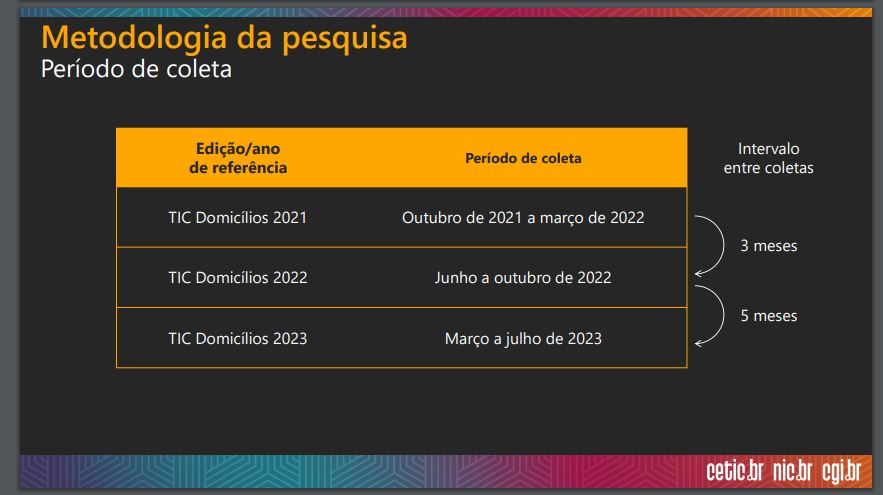 Metodologia da pesquisa
Período de coleta
Edição/ano
de referência
Período de coleta
Intervalo
entre coletas
TIC Domicílios 2021
Outubro de 2021 a março de 2022
3 meses
TIC Domicílios 2022
Junho a outubro de 2022
5 meses
TIC Domicílios 2023
Março a julho de 2023
cetic.br nic.br cgi.br